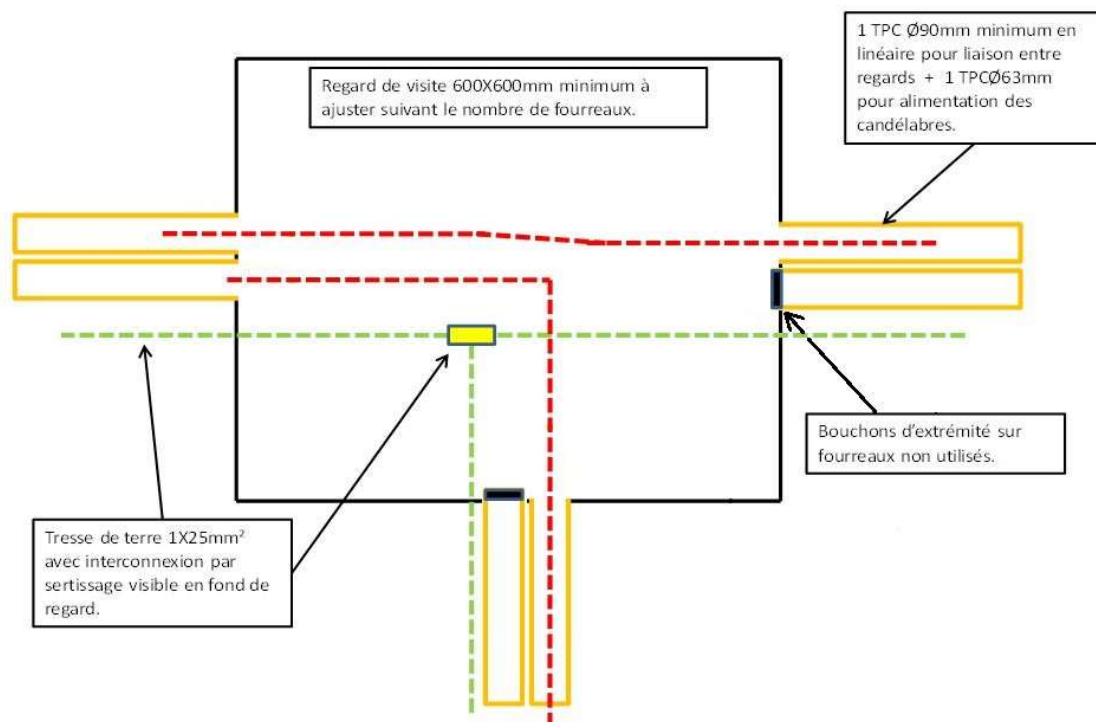 Regard de visite 600X600mm minimum à
ajuster suivant le nombre de fourreaux.
1 TPC Ø90mm minimum en
linéaire pour liaison entre
regards + 1 TPCØ63mm
pour alimentation des
candélabres.
Bouchons d'extrémité sur
fourreaux non utilisés.
Tresse de terre 1X25mm²
avec interconnexion par
sertissage visible en fond de
regard.